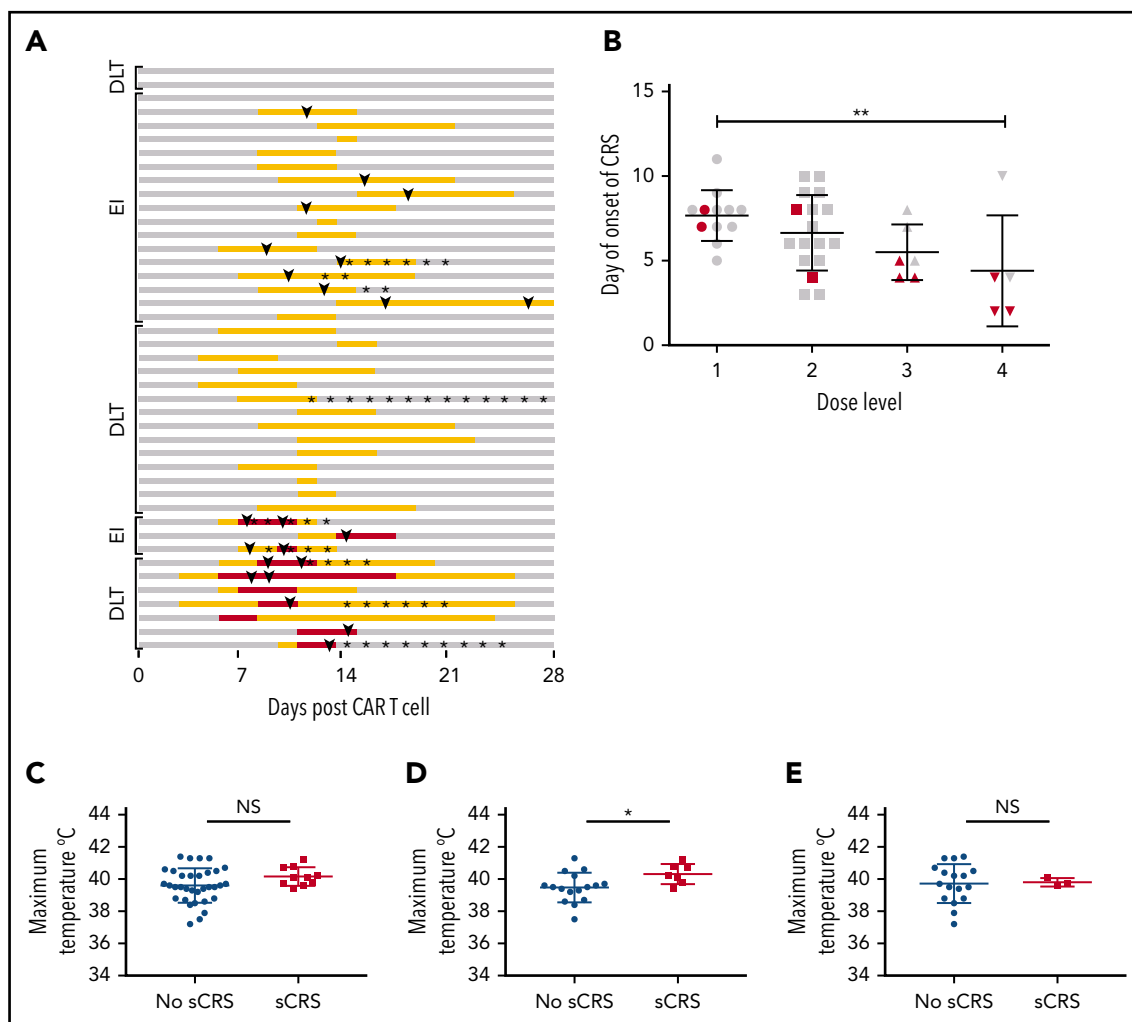 A
DLT
EI
DLT
EI
DLT
0 7 14 21 28
Days post CAR T cell
B
Day of onset of CRS
15
10
5
0
**
1 2 3 4
Dose level
C
Maximum
temperature ºC
44
42
40
38
36
34
NS
No sCRS sCRS
D
Maximum
temperature ºC
44
42
40
38
36
34
*
No sCRS sCRS
E
Maximum
temperature ºC
44
42
40
38
36
34
NS
No sCRS sCRS